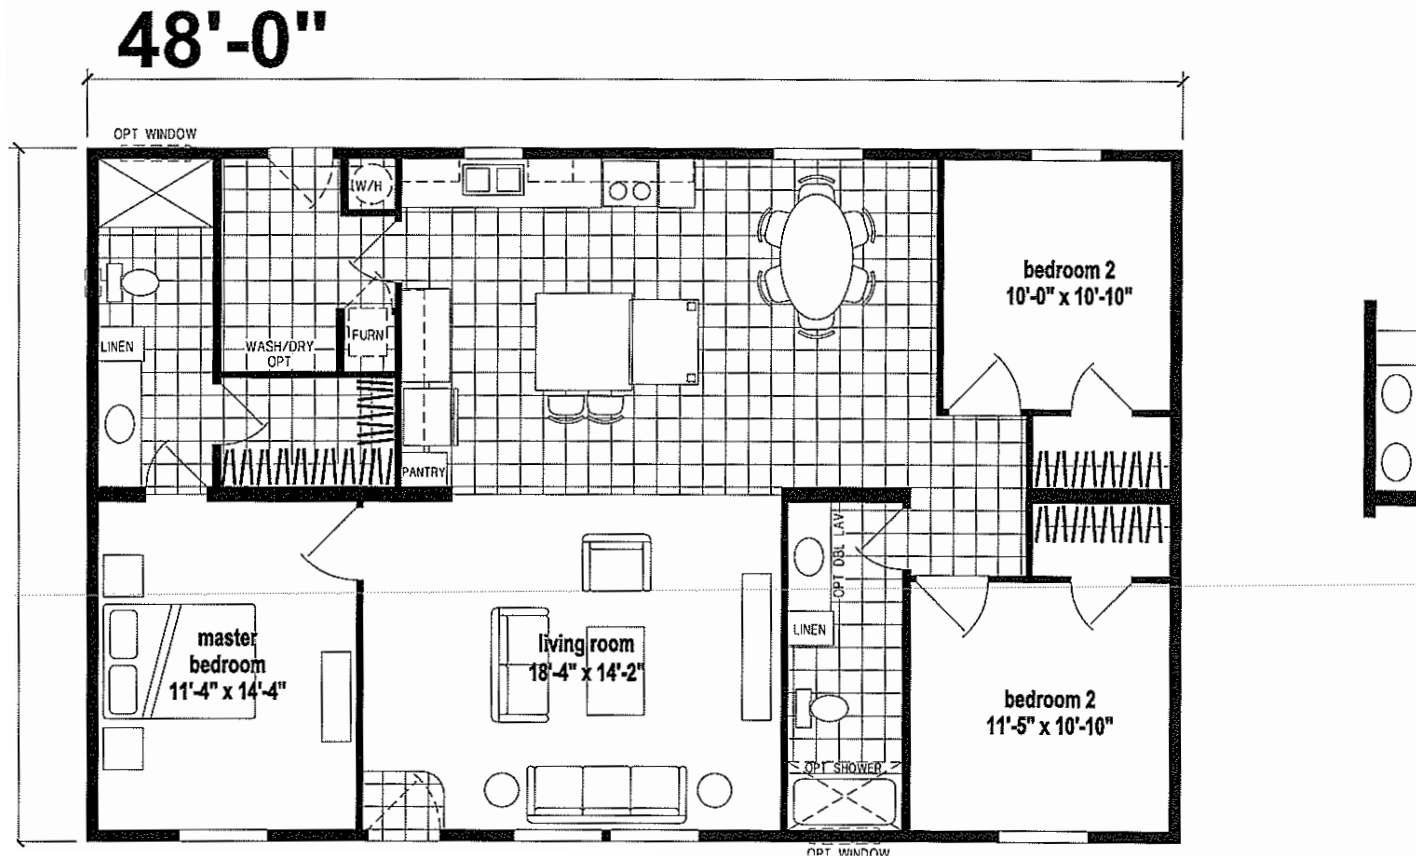 48'-0"
OPT WINDOW
W/H
bedroom 2
10'-0" x 10'-10"
LINEN
WASH/DRY
OPT
FURN
PANTRY
OPT DBL LAV
LINEN
master
bedroom
11'-4" x 14'-4"
living room
18'-4" x 14'-2"
bedroom 2
11'-5" x 10'-10"
OPT SHOWER
OPT WINDOW